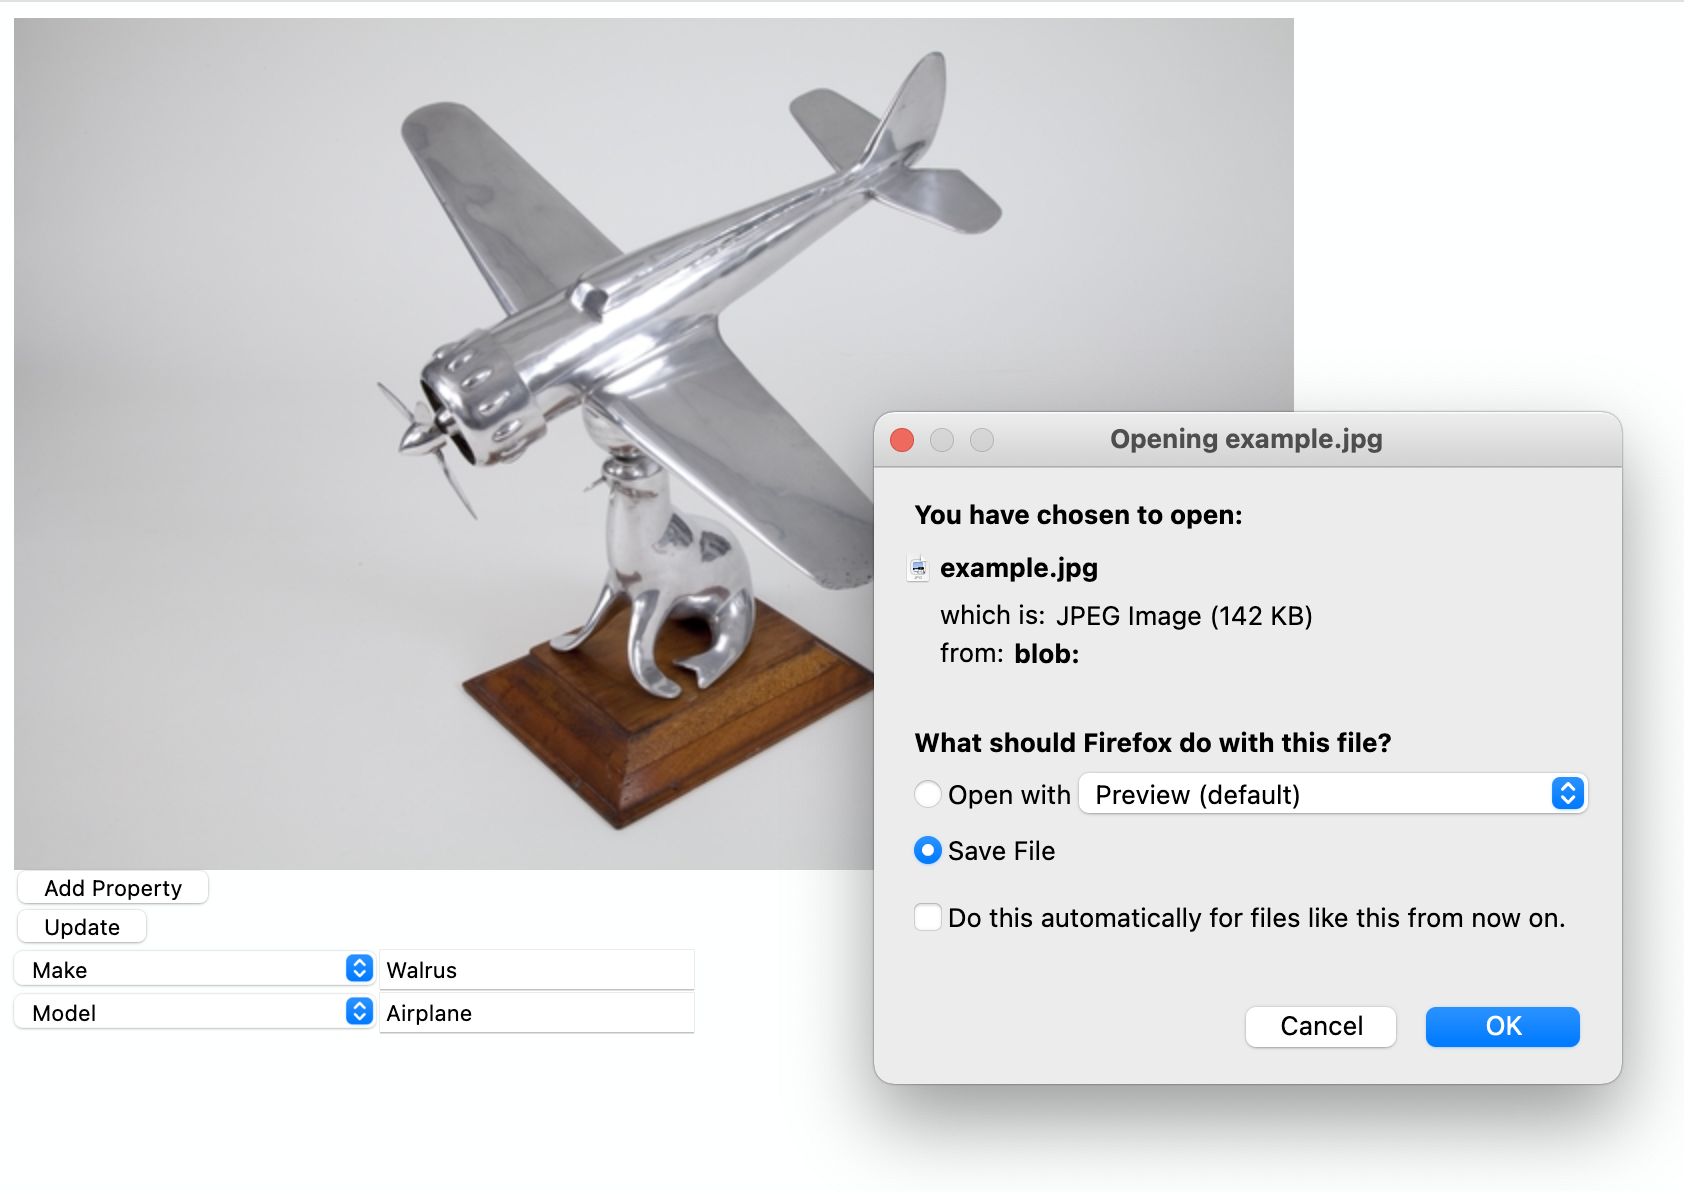 Opening example.jpg
You have chosen to open:
example.jpg
which is: JPEG Image (142 KB)
from: blob:
What should Firefox do with this file?
Open with Preview (default)
Save File
Do this automatically for files like this from now on.
Cancel OK
Add Property
Update
Make Walrus
Model Airplane